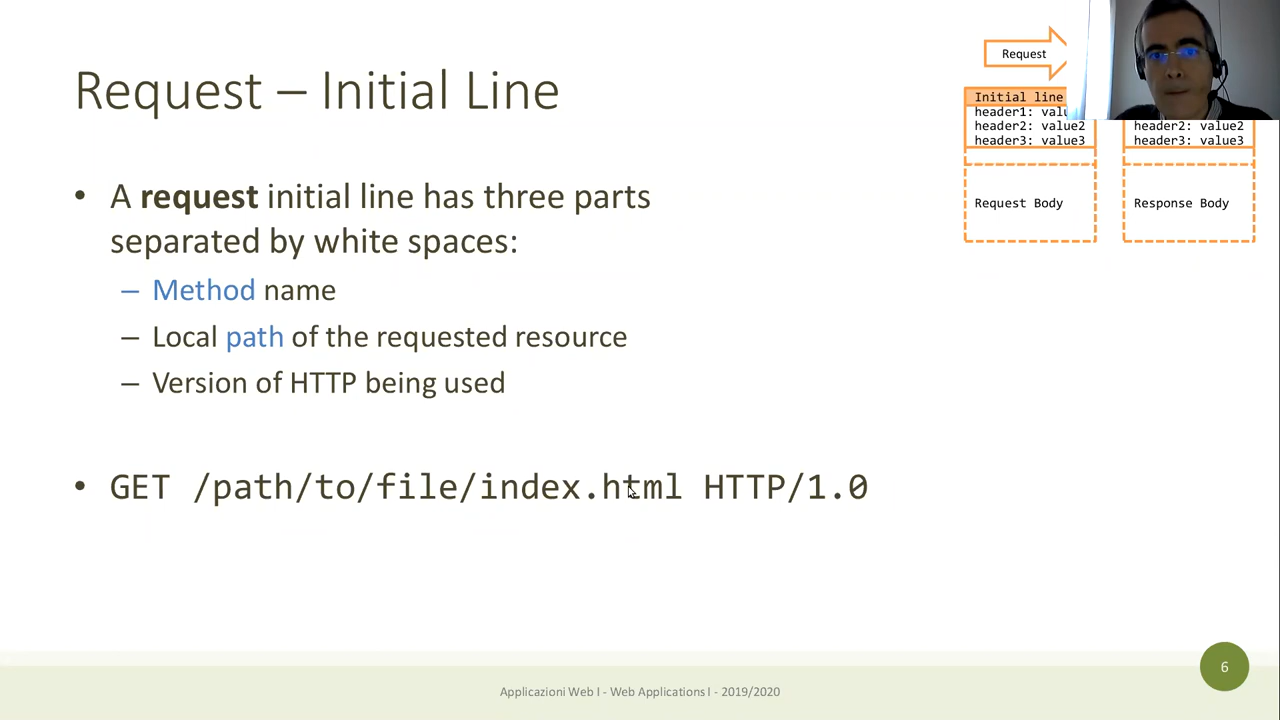 Request – Initial Line
Request
Initial line
header1: valu
header2: value2
header3: value3
Request Body
header2: value2
header3: value3
Response Body
• A request initial line has three parts
separated by white spaces:
– Method name
– Local path of the requested resource
– Version of HTTP being used
• GET /path/to/file/index.html HTTP/1.0
Applicazioni Web I - Web Applications I - 2019/2020
6